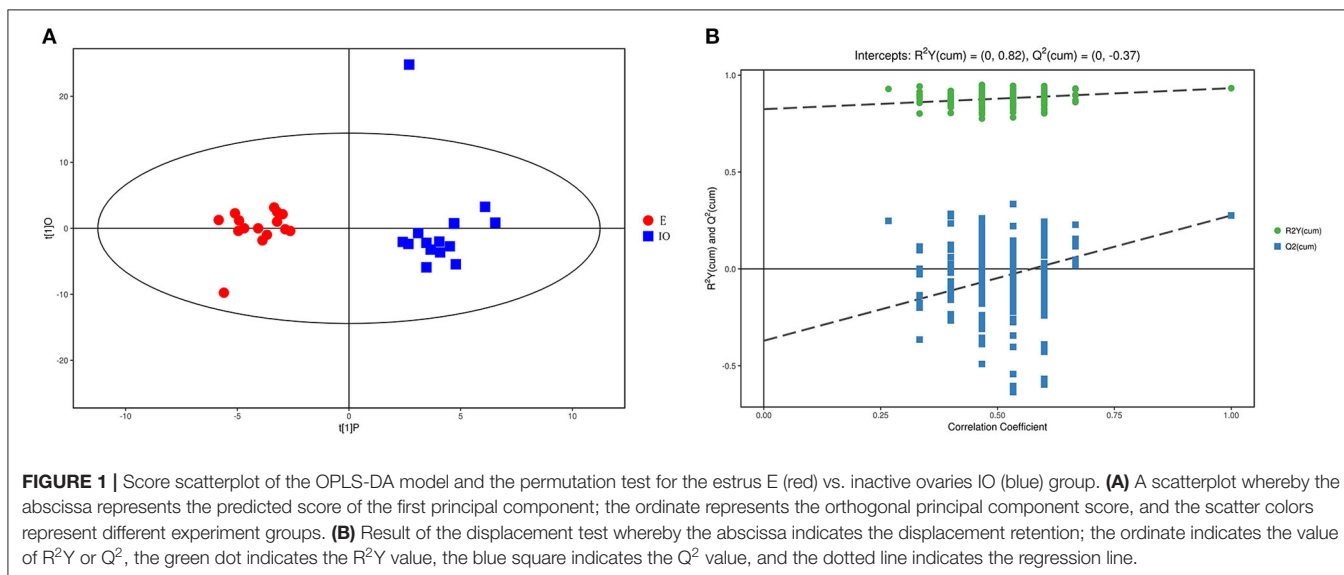 A
20
10
0
-10
-20
t[1]O
-10
-5
0
5
10
t[1]P
E
IO
B
Intercepts: R²Y(cum) = (0, 0.82), Q²(cum) = (0, -0.37)
1.0
0.5
0.0
-0.5
R²Y(cum) and Q²(cum)
0.00
0.25
0.50
0.75
1.00
Correlation Coefficient
R2Y(cum)
Q2(cum)
FIGURE 1 | Score scatterplot of the OPLS-DA model and the permutation test for the estrus E (red) vs. inactive ovaries IO (blue) group. (A) A scatterplot whereby the
abscissa represents the predicted score of the first principal component; the ordinate represents the orthogonal principal component score, and the scatter colors
represent different experiment groups. (B) Result of the displacement test whereby the abscissa indicates the displacement retention; the ordinate indicates the value
of R²Y or Q², the green dot indicates the R²Y value, the blue square indicates the Q² value, and the dotted line indicates the regression line.